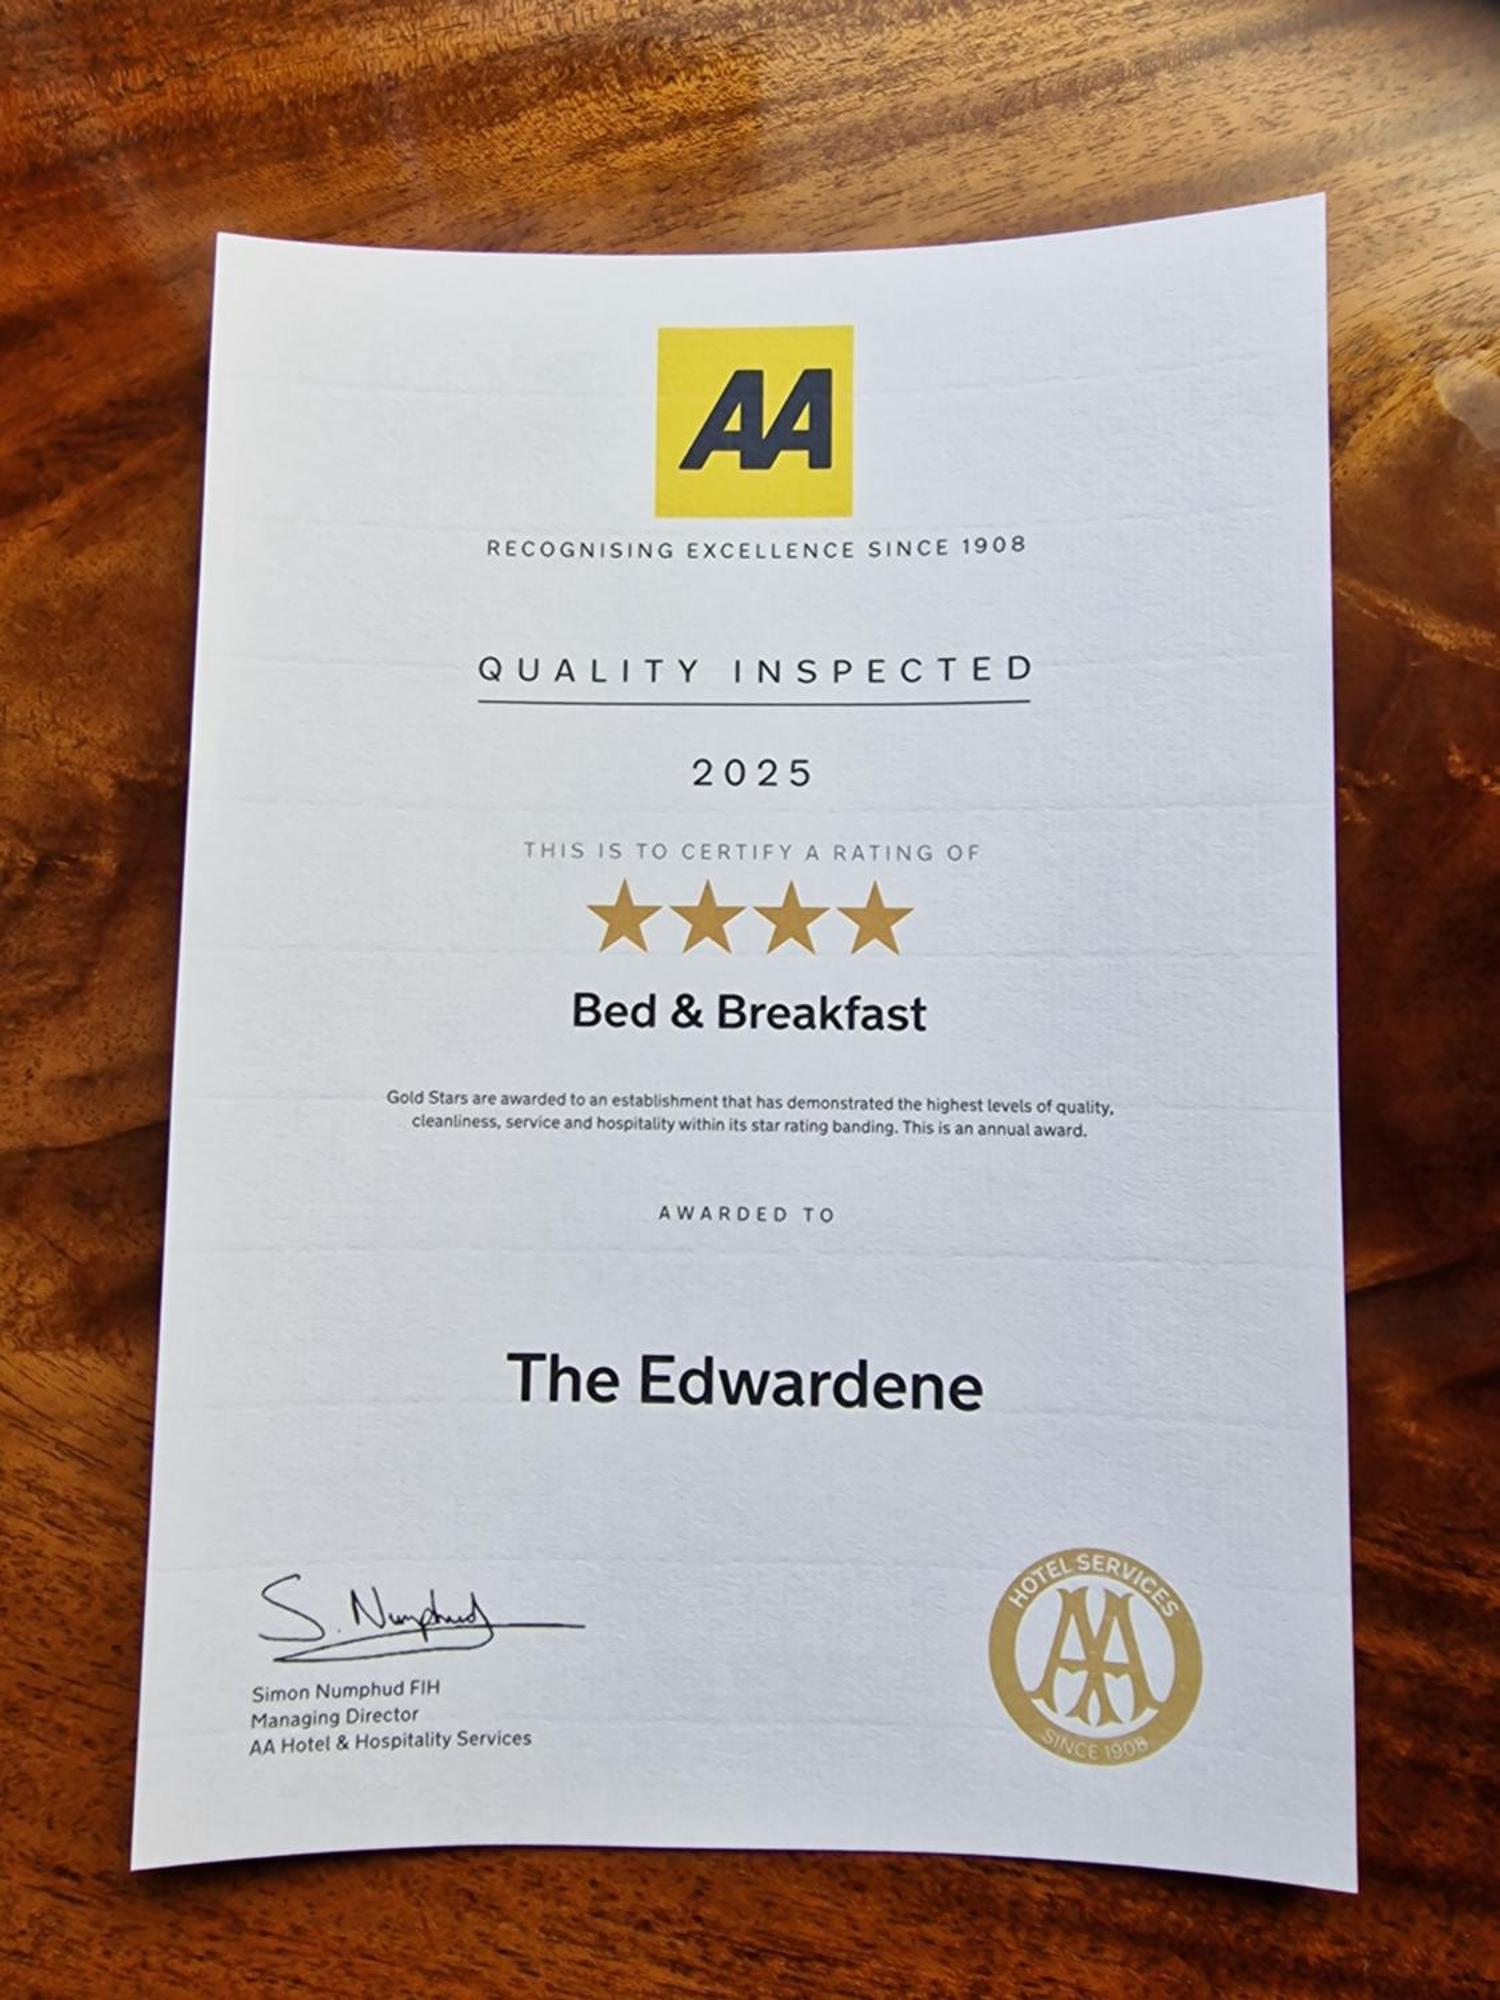 AA
RECOGNISING EXCELLENCE SINCE 1908
QUALITY INSPECTED
2025
THIS IS TO CERTIFY A RATING OF
Bed & Breakfast
Gold Stars are awarded to an establishment that has demonstrated the highest levels of quality,
cleanliness, service and hospitality within its star rating banding. This is an annual award.
AWARDED TO
The Edwardene
S. Numphud
Simon Numphud FIH
Managing Director
AA Hotel & Hospitality Services
HOTEL SERVICES
AA
SINCE 1908